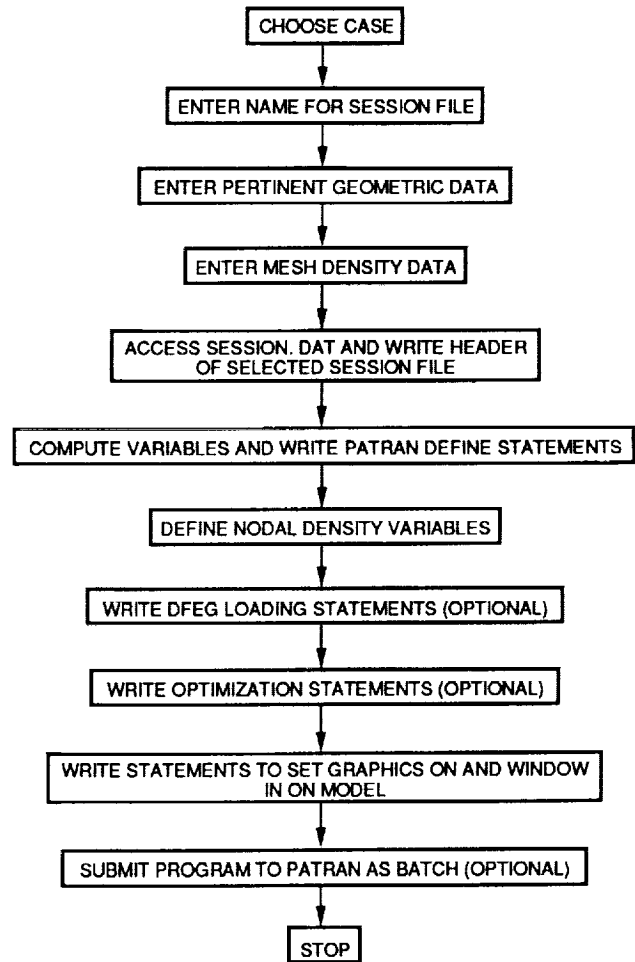 CHOOSE CASE
ENTER NAME FOR SESSION FILE
ENTER PERTINENT GEOMETRIC DATA
ENTER MESH DENSITY DATA
ACCESS SESSION. DAT AND WRITE HEADER
OF SELECTED SESSION FILE
COMPUTE VARIABLES AND WRITE PATRAN DEFINE STATEMENTS
DEFINE NODAL DENSITY VARIABLES
WRITE DFEG LOADING STATEMENTS (OPTIONAL)
WRITE OPTIMIZATION STATEMENTS (OPTIONAL)
WRITE STATEMENTS TO SET GRAPHICS ON AND WINDOW
IN ON MODEL
SUBMIT PROGRAM TO PATRAN AS BATCH (OPTIONAL)
STOP